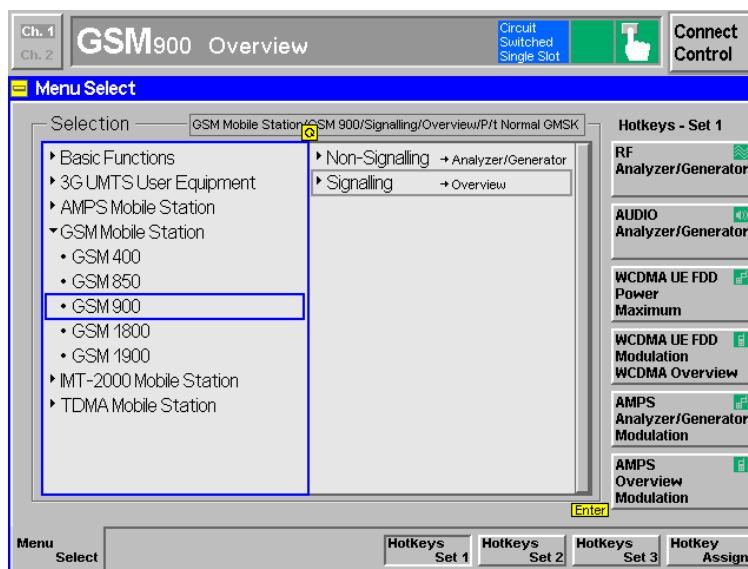 Ch. 1
Ch. 2
GSM900 Overview
Circuit
Switched
Single Slot
Connect
Control
Menu Select
Selection
GSM Mobile Station/GSM 900/Signalling/Overview/P/t Normal GMSK
Basic Functions
3G UMTS User Equipment
AMPS Mobile Station
GSM Mobile Station
• GSM 400
• GSM 850
• GSM 900
• GSM 1800
• GSM 1900
IMT-2000 Mobile Station
TDMA Mobile Station
Non-Signalling → Analyzer/Generator
Signalling → Overview
Enter
Hotkeys - Set 1
RF
Analyzer/Generator
AUDIO
Analyzer/Generator
WCDMA UE FDD
Power
Maximum
WCDMA UE FDD
Modulation
WCDMA Overview
AMPS
Analyzer/Generator
Modulation
AMPS
Overview
Modulation
Menu
Select
Hotkeys
Set 1
Hotkeys
Set 2
Hotkeys
Set 3
Hotkey
Assign